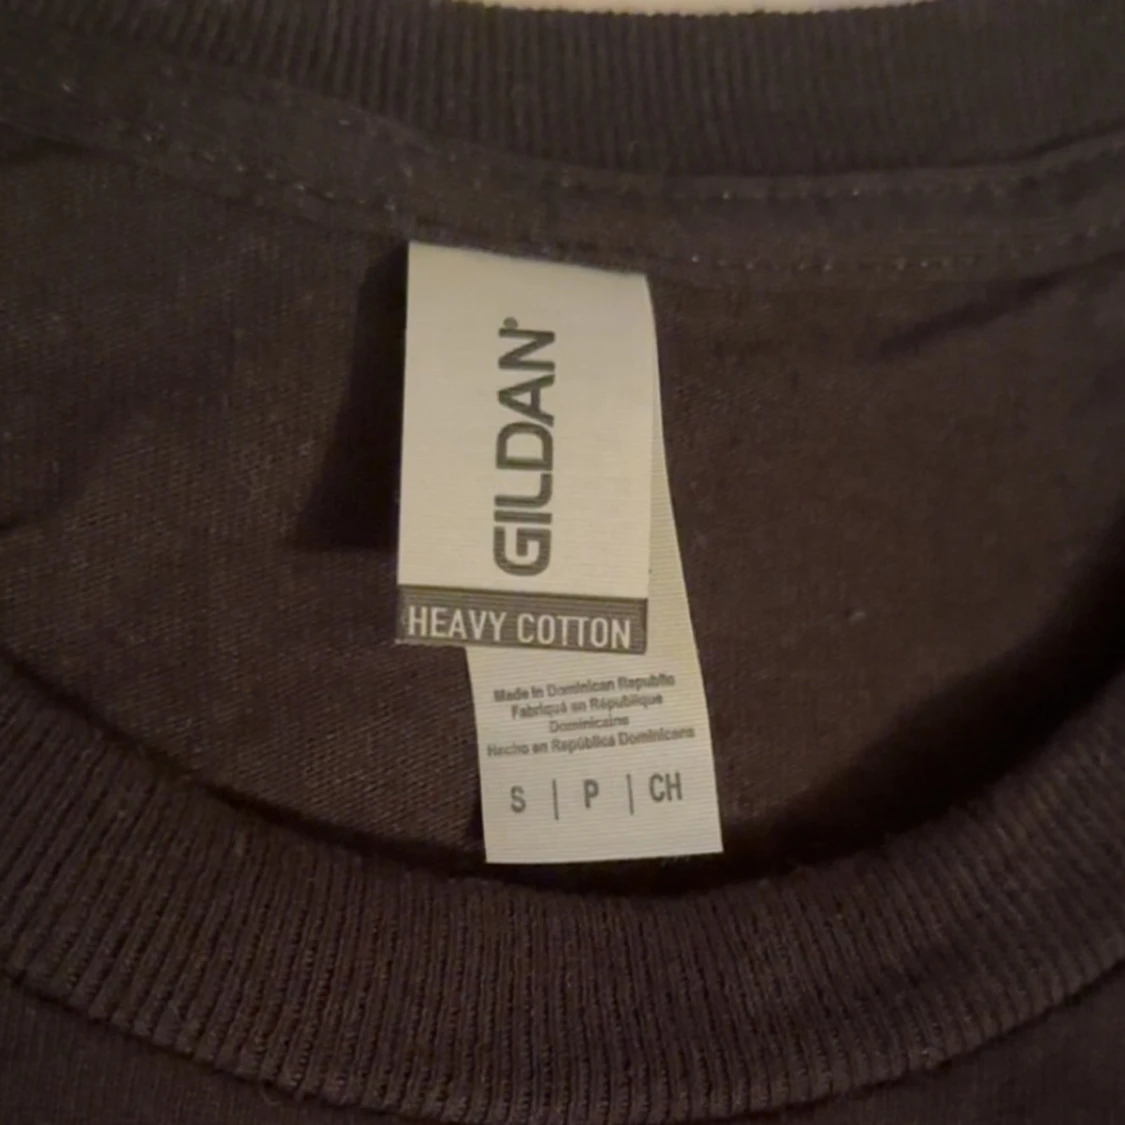 GILDAN®
HEAVY COTTON
Made in Dominican Republic
Fabriqué en République
Dominicaine
Hecho en República Dominicana
S | P | CH